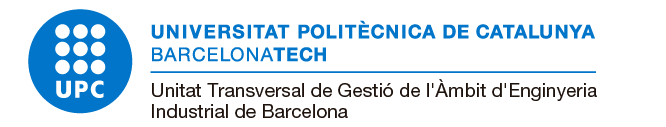 UPC
UNIVERSITAT POLITÈCNICA DE CATALUNYA
BARCELONATECH
Unitat Transversal de Gestió de l'Àmbit d'Enginyeria
Industrial de Barcelona